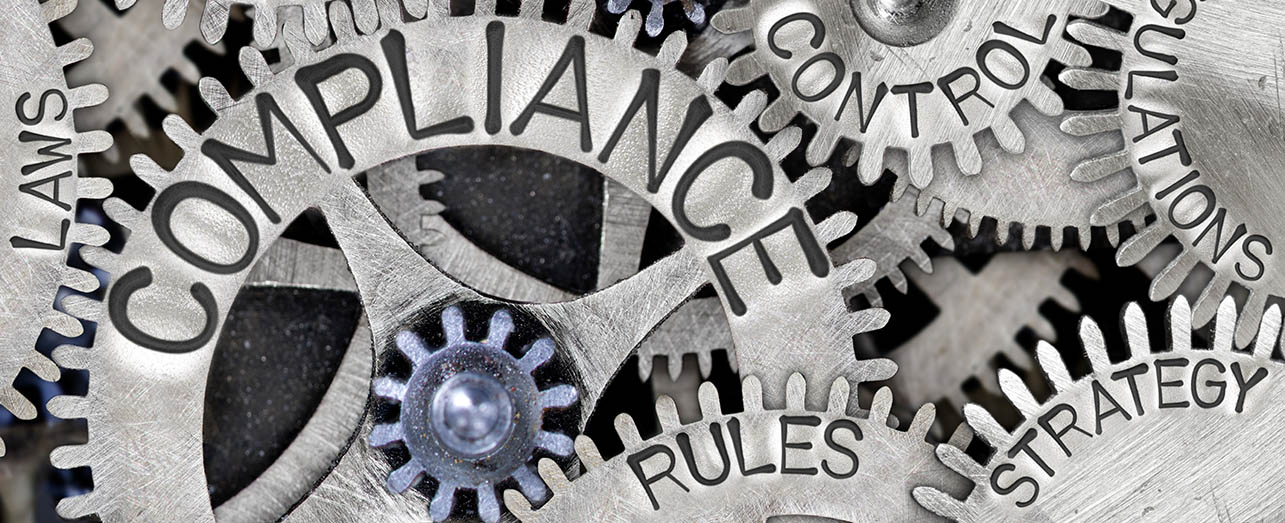 LAWS
COMPLIANCE
CONTROL
GULATIONS
RULES
STRATEGY